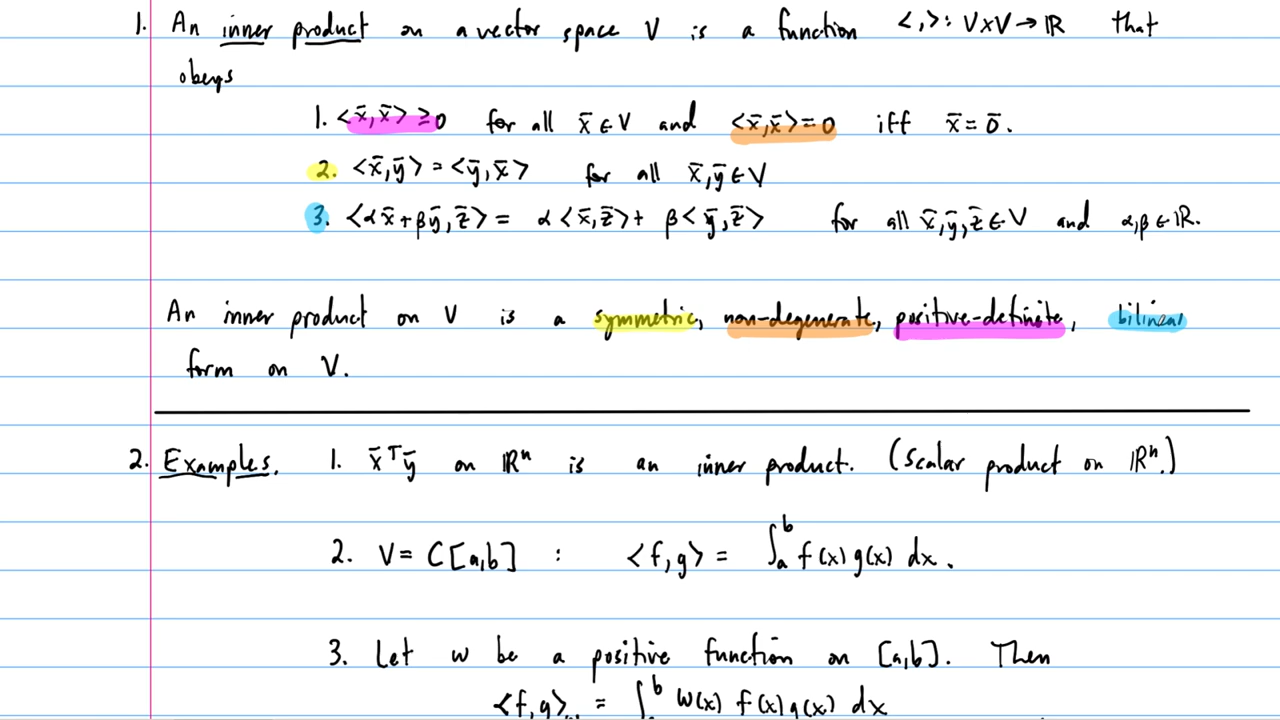 1. An inner product on a vector space V is a function < , > : V×V → ℝ that
obeys
1. <x̄,x̄> ≥ 0 for all x̄ ∈ V and <x̄,x̄> = 0 iff x̄ = 0̄.
2. <x̄,ȳ> = <ȳ,x̄> for all x̄,ȳ ∈ V
3. <αx̄+βȳ,z̄> = α<x̄,z̄> + β<ȳ,z̄> for all x̄,ȳ,z̄ ∈ V and α,β ∈ ℝ.
An inner product on V is a symmetric, non-degenerate, positive-definite, bilinear
form on V.
2. Examples. 1. x̄ᵀȳ on ℝⁿ is an inner product. (Scalar product on ℝⁿ.)
2. V = C[a,b] : <f,g> = ∫ₐᵇ f(x)g(x) dx.
3. Let w be a positive function on [a,b]. Then
<f,g> = ∫ᵇ w(x) f(x)g(x) dx